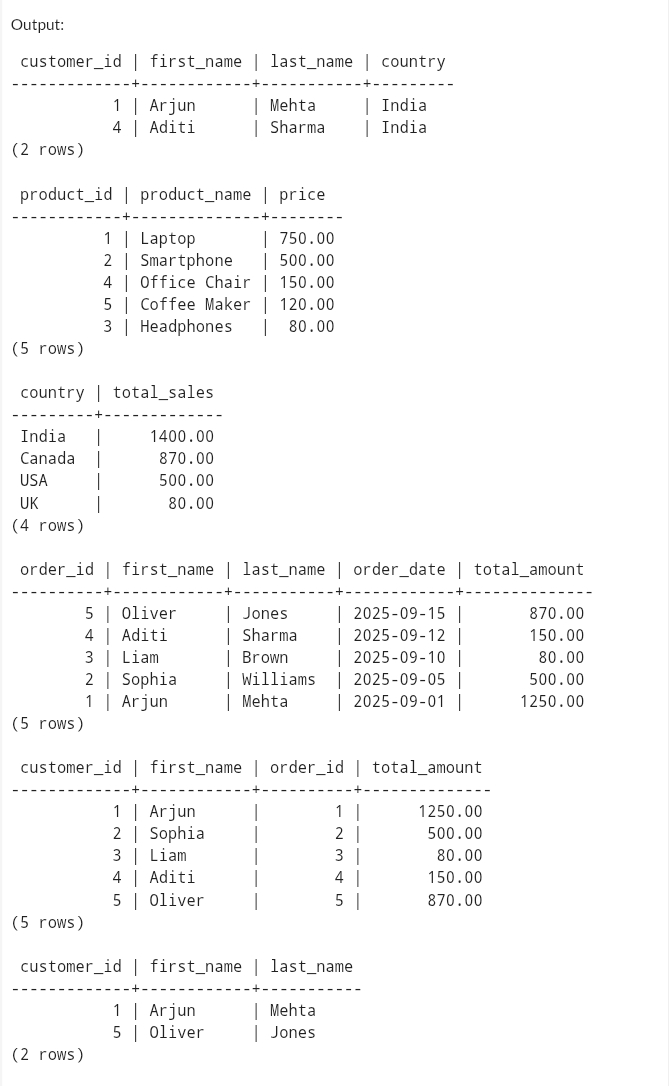 Output:
 customer_id | first_name | last_name | country
-------------+------------+-----------+---------
           1 | Arjun      | Mehta     | India
           4 | Aditi      | Sharma    | India
(2 rows)
 product_id | product_name | price
------------+--------------+--------
          1 | Laptop       | 750.00
          2 | Smartphone   | 500.00
          4 | Office Chair | 150.00
          5 | Coffee Maker | 120.00
          3 | Headphones   |  80.00
(5 rows)
 country | total_sales
---------+-------------
 India   |     1400.00
 Canada  |      870.00
 USA     |      500.00
 UK      |       80.00
(4 rows)
 order_id | first_name | last_name | order_date | total_amount
----------+------------+-----------+------------+--------------
        5 | Oliver     | Jones     | 2025-09-15 |       870.00
        4 | Aditi      | Sharma    | 2025-09-12 |       150.00
        3 | Liam       | Brown     | 2025-09-10 |        80.00
        2 | Sophia     | Williams  | 2025-09-05 |       500.00
        1 | Arjun      | Mehta     | 2025-09-01 |      1250.00
(5 rows)
 customer_id | first_name | order_id | total_amount
-------------+------------+----------+--------------
           1 | Arjun      |        1 |      1250.00
           2 | Sophia     |        2 |       500.00
           3 | Liam       |        3 |        80.00
           4 | Aditi      |        4 |       150.00
           5 | Oliver     |        5 |       870.00
(5 rows)
 customer_id | first_name | last_name
-------------+------------+-----------
           1 | Arjun      | Mehta
           5 | Oliver     | Jones
(2 rows)